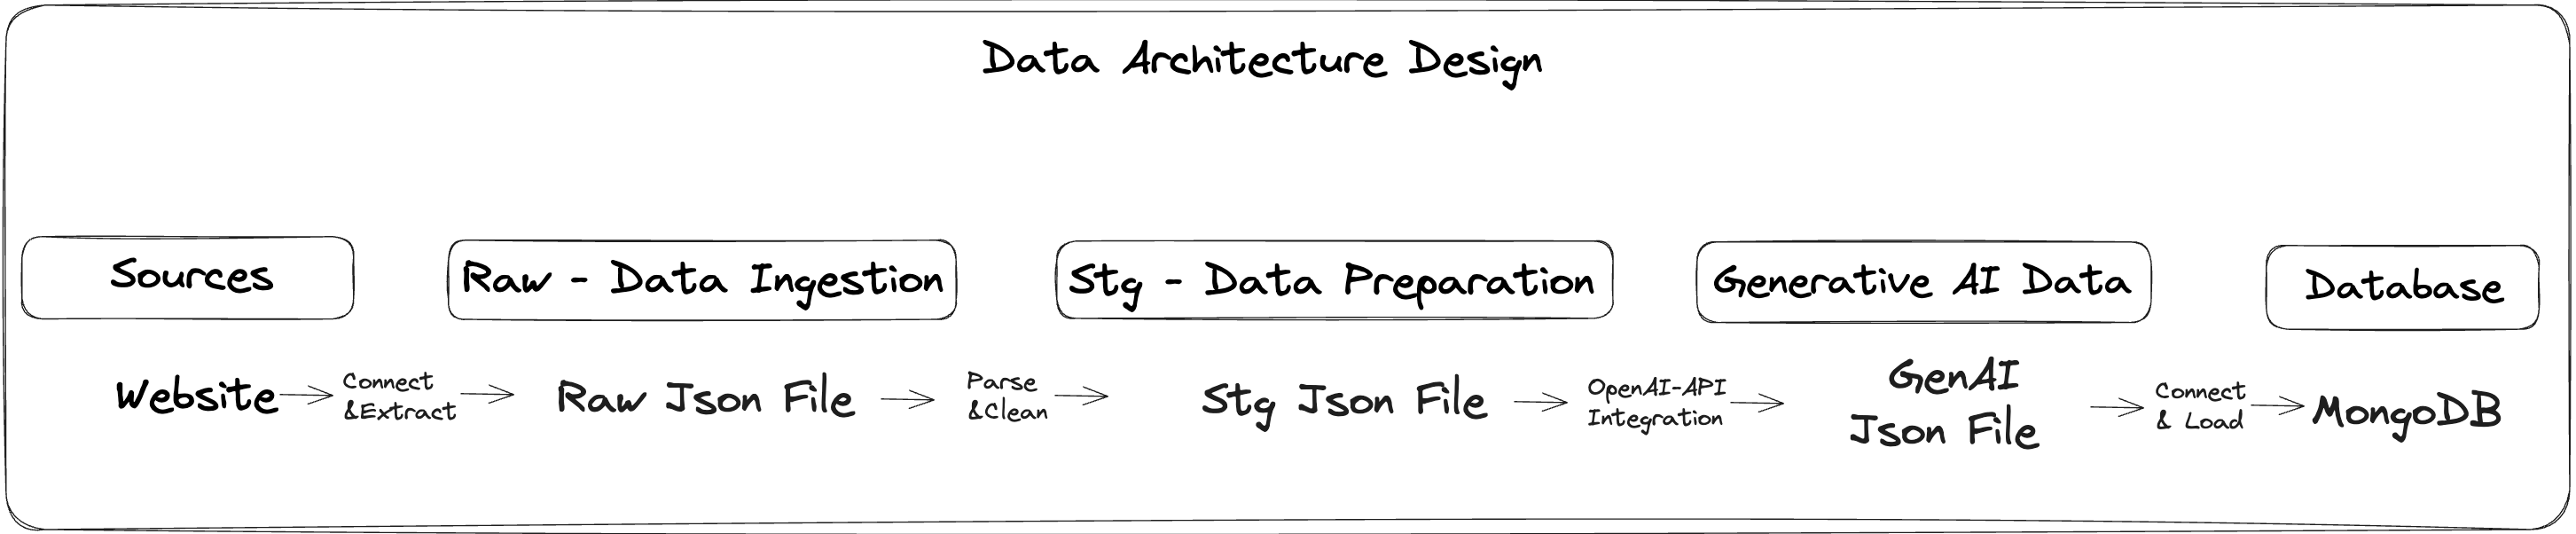 Data Architecture Design
Sources
Raw - Data Ingestion
Stg - Data Preparation
Generative AI Data
Database
Website
Connect
&Extract
Raw Json File
Parse
&Clean
Stg Json File
OpenAI-API
Integration
GenAI
Json File
Connect
& Load
MongoDB